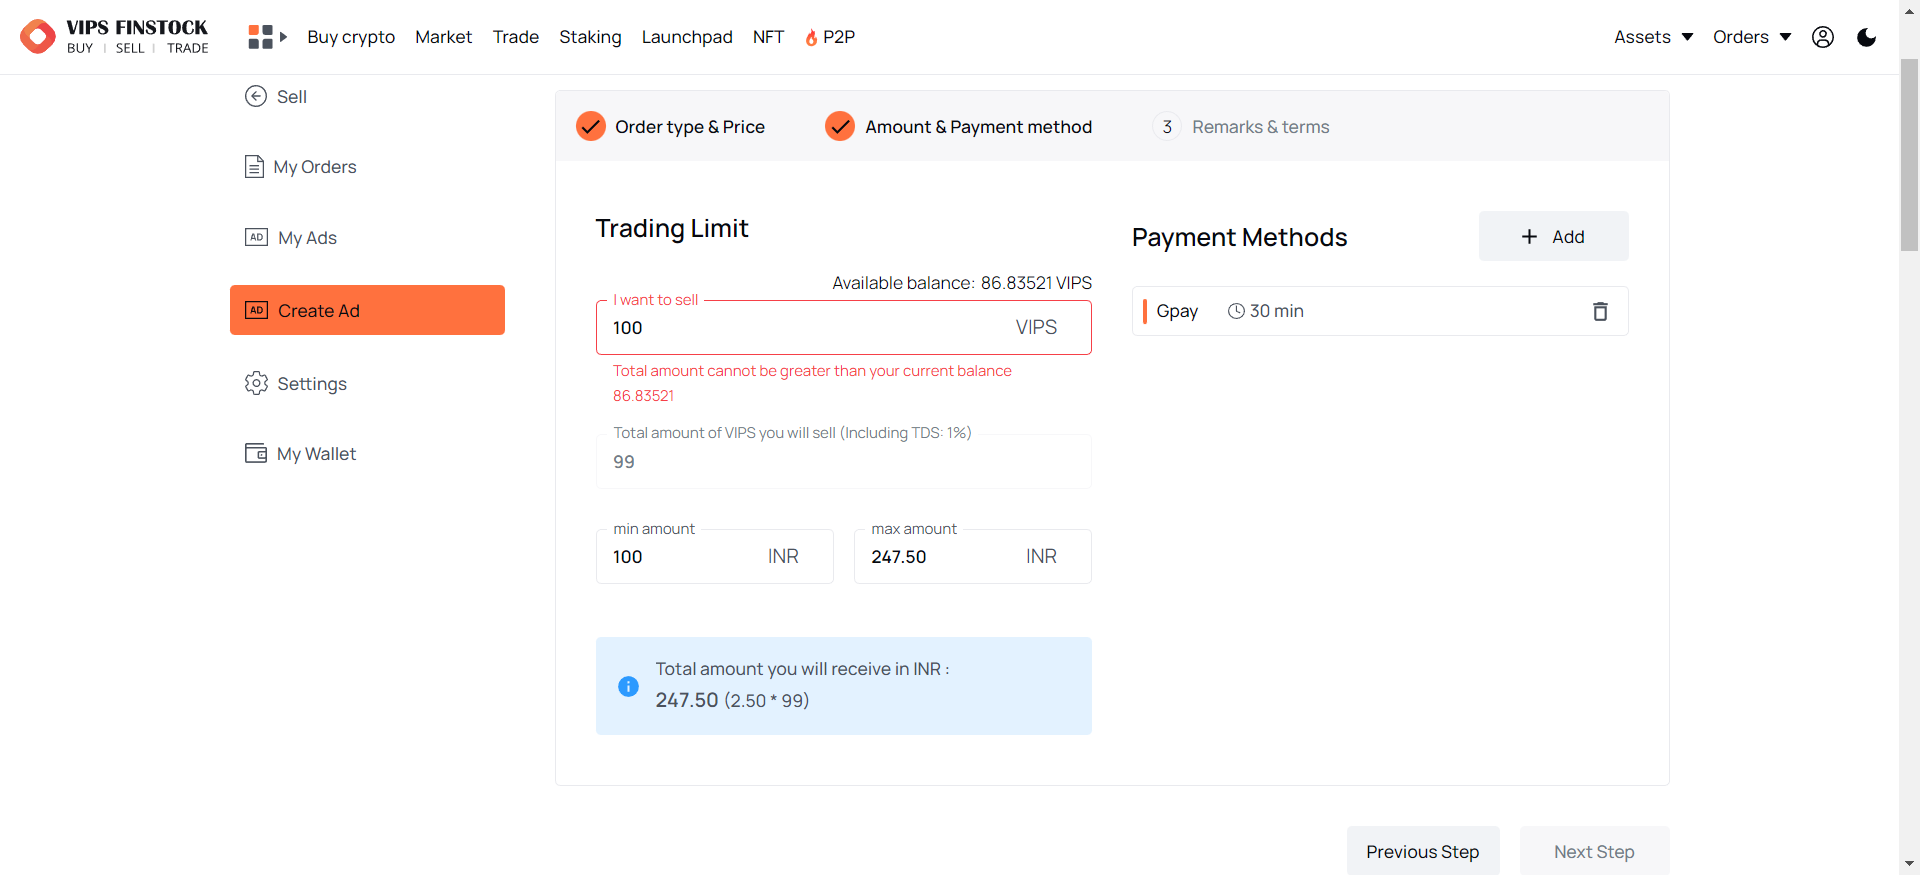 VIPS FINSTOCK
BUY | SELL | TRADE
Buy crypto
Market
Trade
Staking
Launchpad
NFT
P2P
Assets
Orders
Sell
My Orders
AD My Ads
AD Create Ad
Settings
My Wallet
Order type & Price
Amount & Payment method
3 Remarks & terms
Trading Limit
Available balance: 86.83521 VIPS
I want to sell
100 VIPS
Total amount cannot be greater than your current balance
86.83521
Total amount of VIPS you will sell (Including TDS: 1%)
99
min amount
100 INR
max amount
247.50 INR
Total amount you will receive in INR :
247.50 (2.50 * 99)
Payment Methods
+ Add
Gpay 30 min
Previous Step
Next Step